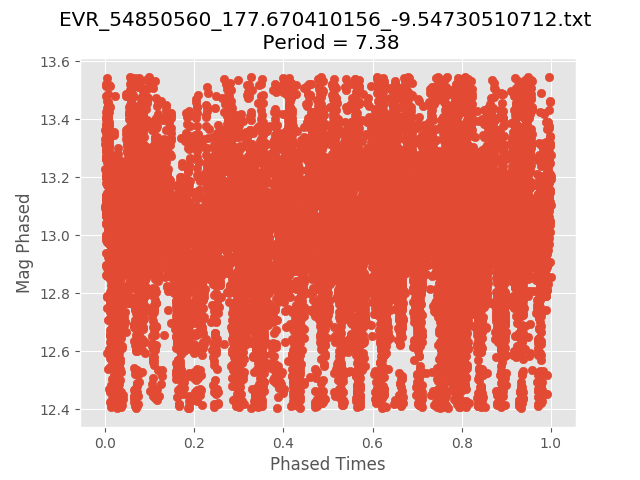 EVR_54850560_177.670410156_-9.54730510712.txt
Period = 7.38
13.6
13.4
13.2
13.0
12.8
12.6
12.4
Mag Phased
0.0 0.2 0.4 0.6 0.8 1.0
Phased Times